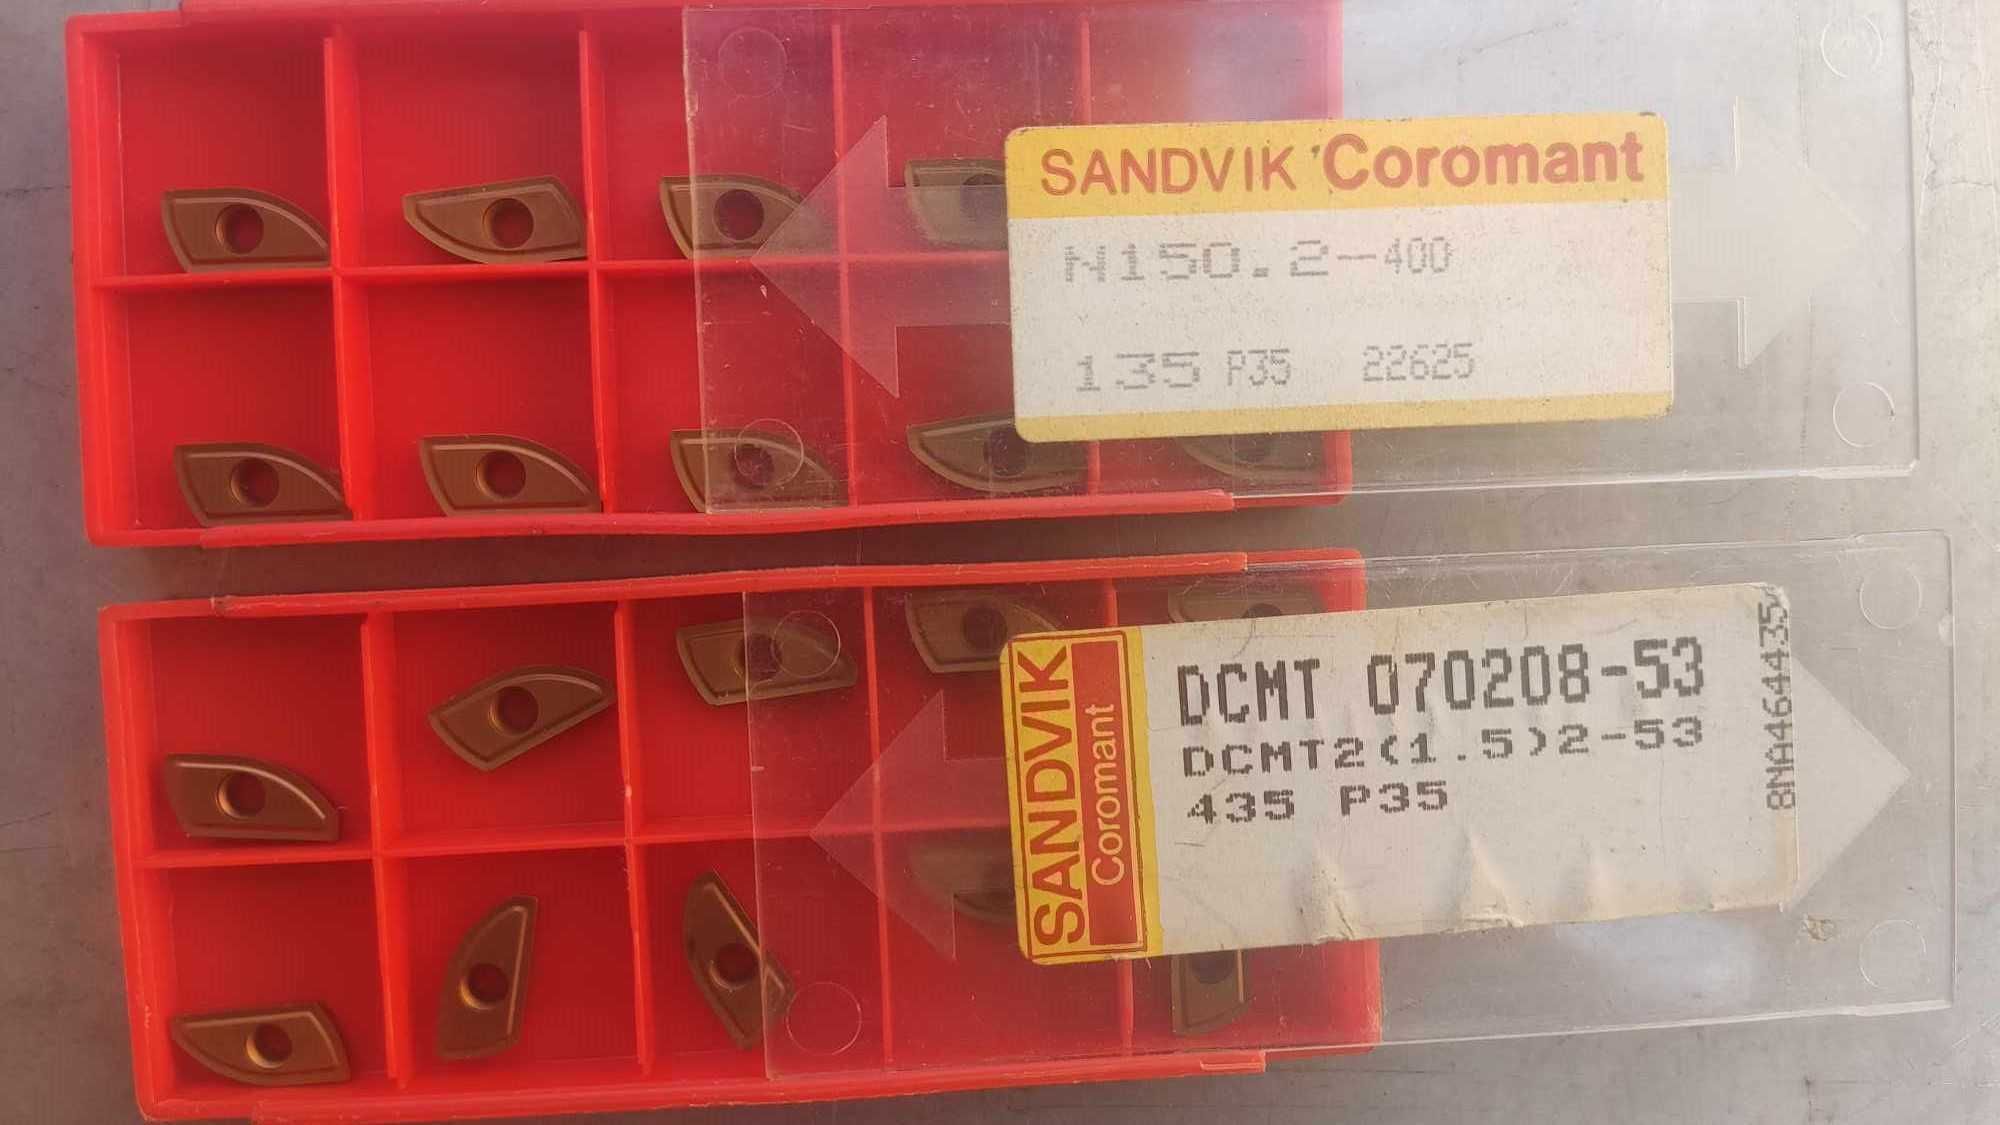 SANDVIK Coromant
N150.2-400
135 P35 22625
SANDVIK
Coromant
DCMT 070208-53
DCMT2(1.5)2-53
435 P35
8NA464435